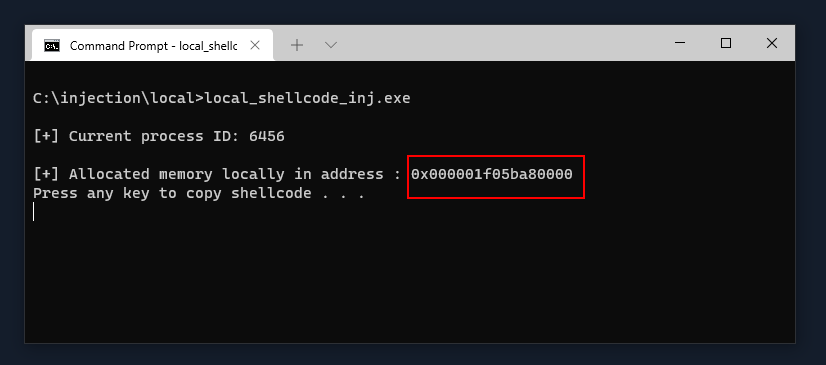 Command Prompt - local_shellc
C:\injection\local>local_shellcode_inj.exe
[+] Current process ID: 6456
[+] Allocated memory locally in address : 0x000001f05ba80000
Press any key to copy shellcode . . .